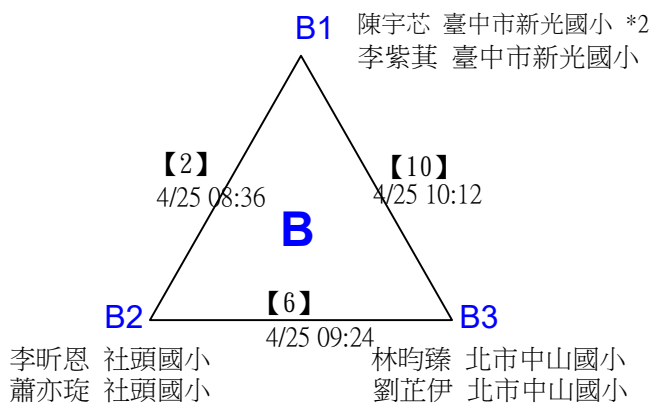 B1
陳宇芯 臺中市新光國小 *2
李紫萁 臺中市新光國小
【2】
4/25 08:36
【10】
4/25 10:12
B
【6】
4/25 09:24
B2
B3
李昕恩 社頭國小
蕭亦琁 社頭國小
林昀臻 北市中山國小
劉芷伊 北市中山國小